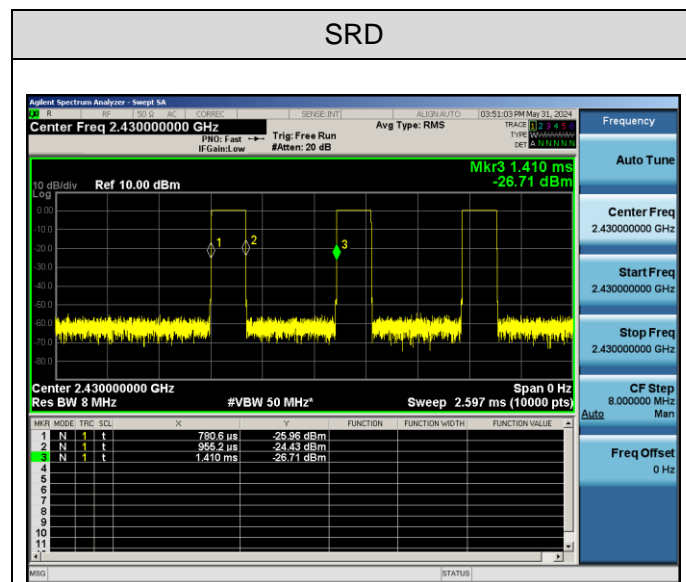 SRD
Agilent Spectrum Analyzer - Swept SA
R RF 50 Ω AC CORREC SENSE:INT ALIGN AUTO 03:51:03 PM May 31, 2024
Center Freq 2.430000000 GHz Avg Type: RMS TRACE 1 2 3 4 5 6
PNO: Fast Trig: Free Run TYPE
IFGain:Low #Atten: 20 dB DET A N N N N N
Frequency
Mkr3 1.410 ms
-26.71 dBm
10 dB/div Ref 10.00 dBm
Log
0.00
-10.0
-20.0
-30.0
-40.0
-50.0
-60.0
-70.0
-80.0
1 2 3
Center 2.430000000 GHz Span 0 Hz
Res BW 8 MHz #VBW 50 MHz* Sweep 2.597 ms (10000 pts)
MKR MODE TRC SCL X Y FUNCTION FUNCTION WIDTH FUNCTION VALUE
1 N 1 t 780.6 µs -25.96 dBm
2 N 1 t 955.2 µs -24.43 dBm
3 N 1 t 1.410 ms -26.71 dBm
4
5
6
7
8
9
10
11
MSG STATUS
Auto Tune
Center Freq
2.430000000 GHz
Start Freq
2.430000000 GHz
Stop Freq
2.430000000 GHz
CF Step
8.000000 MHz
Auto Man
Freq Offset
0 Hz